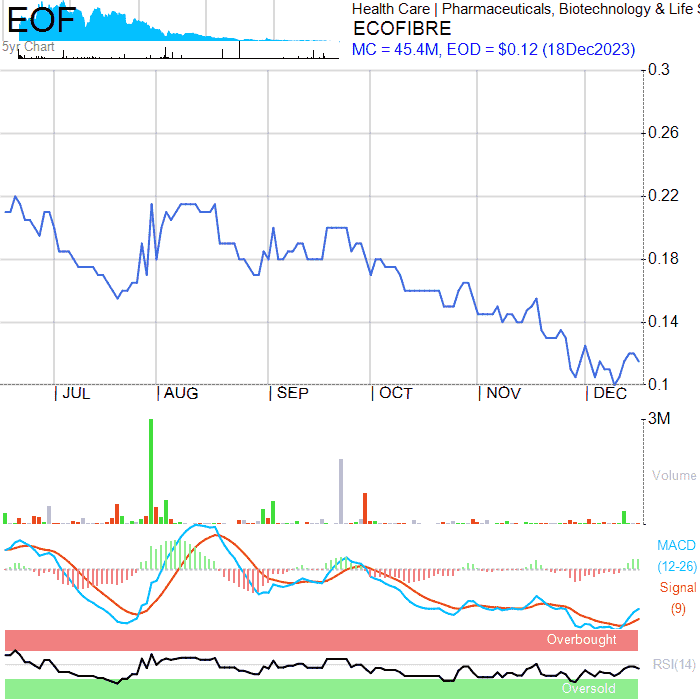 EOF
5yr Chart
Health Care | Pharmaceuticals, Biotechnology & Life S
ECOFIBRE
MC = 45.4M, EOD = $0.12 (18Dec2023)
0.3
0.26
0.22
0.18
0.14
0.1
| JUL | AUG | SEP | OCT | NOV | DEC
3M
Volume
MACD
(12-26)
Signal
(9)
Overbought
RSI(14)
Oversold